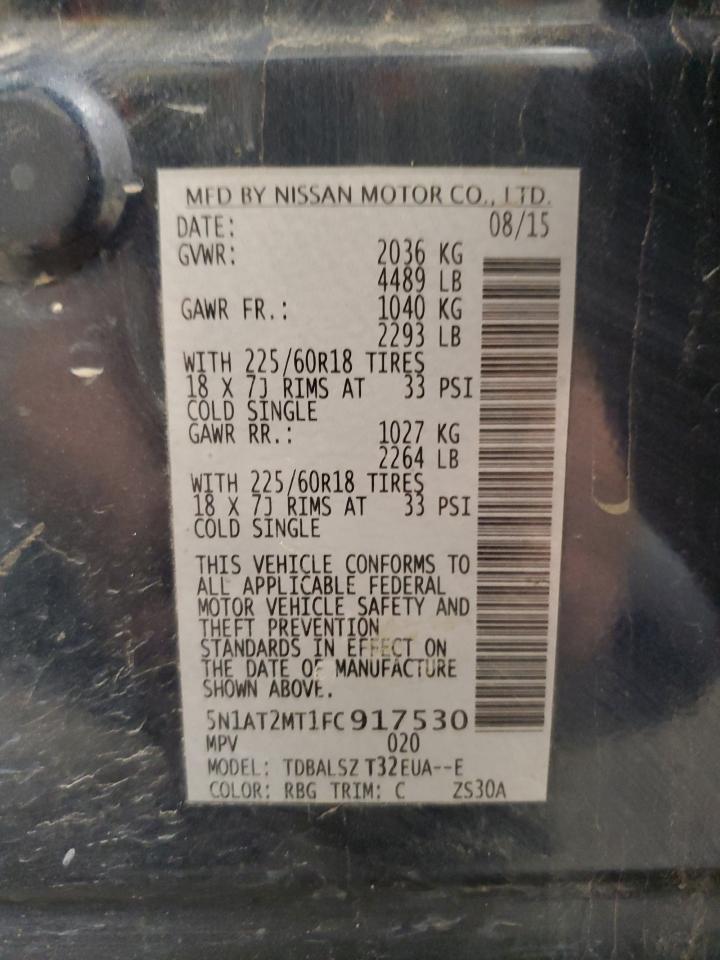 MFD BY NISSAN MOTOR CO., LTD.
DATE: 08/15
GVWR: 2036 KG
4489 LB
GAWR FR.: 1040 KG
2293 LB
WITH 225/60R18 TIRES
18 X 7J RIMS AT 33 PSI
COLD SINGLE
GAWR RR.: 1027 KG
2264 LB
WITH 225/60R18 TIRES
18 X 7J RIMS AT 33 PSI
COLD SINGLE
THIS VEHICLE CONFORMS TO
ALL APPLICABLE FEDERAL
MOTOR VEHICLE SAFETY AND
THEFT PREVENTION
STANDARDS IN EFFECT ON
THE DATE OF MANUFACTURE
SHOWN ABOVE.
5N1AT2MT1FC917530
MPV 020
MODEL: TDBALSZ T32EUA--E
COLOR: RBG TRIM: C ZS30A